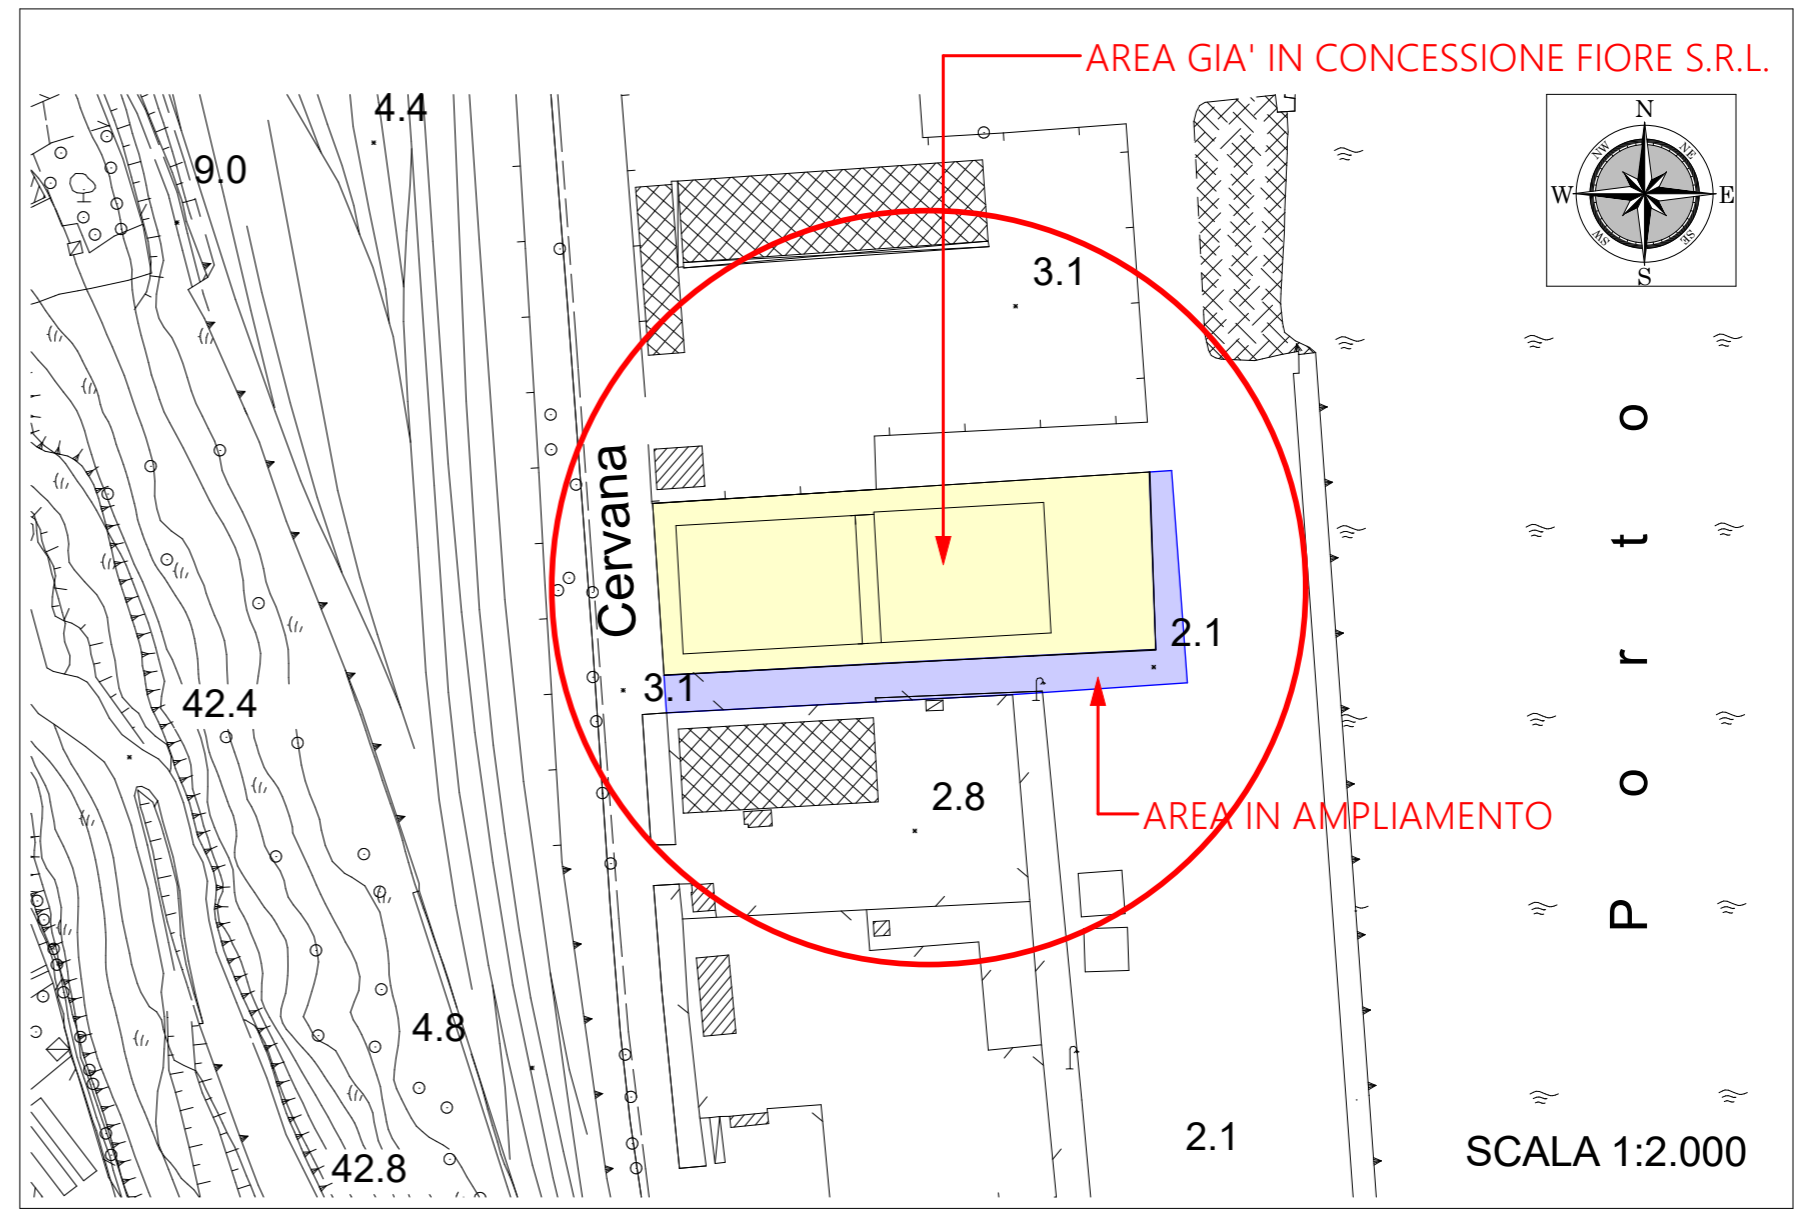 AREA GIA' IN CONCESSIONE FIORE S.R.L.
4.4
9.0
N
NW
NE
W
E
SW
SE
S
3.1
Cervana
Porto
2.1
3.1
42.4
2.8
AREA IN AMPLIAMENTO
4.8
2.1
SCALA 1:2.000
42.8